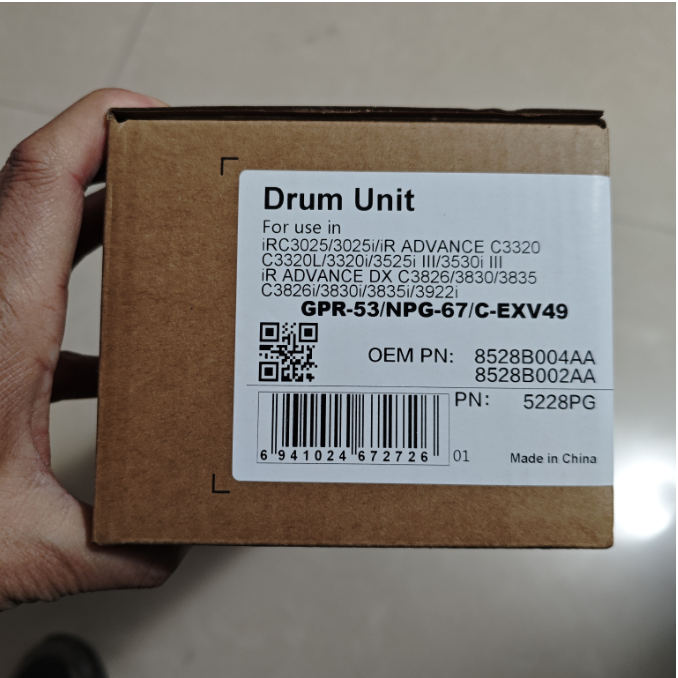 Drum Unit
For use in
iRC3025/3025i/iR ADVANCE C3320
C3320L/3320i/3525i III/3530i III
iR ADVANCE DX C3826/3830/3835
C3826i/3830i/3835i/3922i
GPR-53/NPG-67/C-EXV49
OEM PN: 8528B004AA
8528B002AA
PN: 5228PG
6 941024 672726 01
Made in China